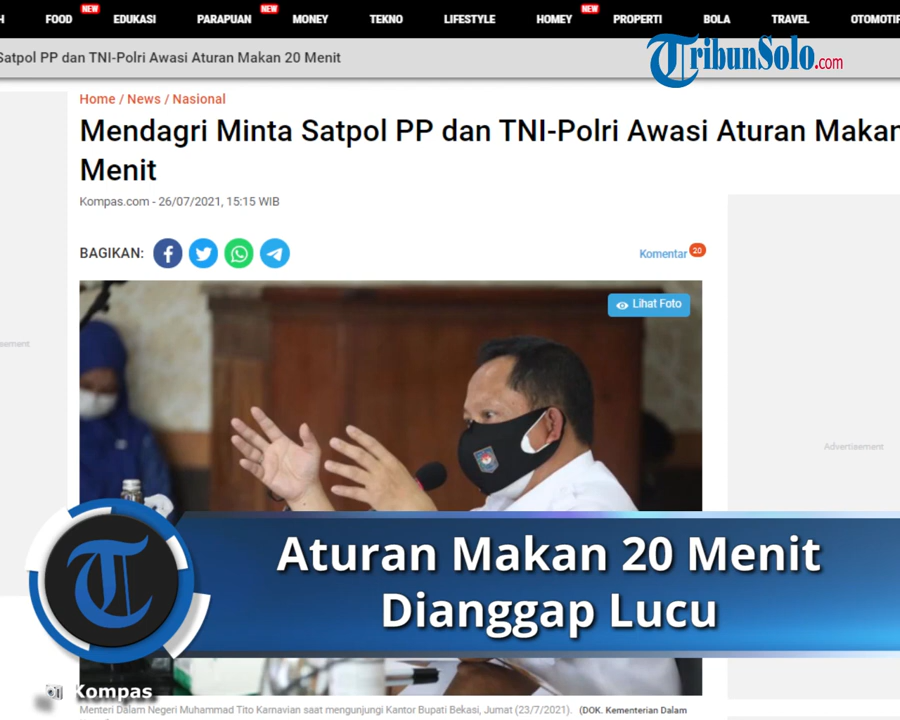 H
FOOD
NEW
EDUKASI
PARAPUAN
NEW
MONEY
TEKNO
LIFESTYLE
HOMEY
NEW
PROPERTI
BOLA
TRAVEL
OTOMOTIF
Satpol PP dan TNI-Polri Awasi Aturan Makan 20 Menit
TribunSolo.com
Home / News / Nasional
Mendagri Minta Satpol PP dan TNI-Polri Awasi Aturan Makan
Menit
Kompas.com - 26/07/2021, 15:15 WIB
BAGIKAN:
Komentar 20
Lihat Foto
Advertisement
Aturan Makan 20 Menit
Dianggap Lucu
Kompas
Menteri Dalam Negeri Muhammad Tito Karnavian saat mengunjungi Kantor Bupati Bekasi, Jumat (23/7/2021). (DOK. Kementerian Dalam